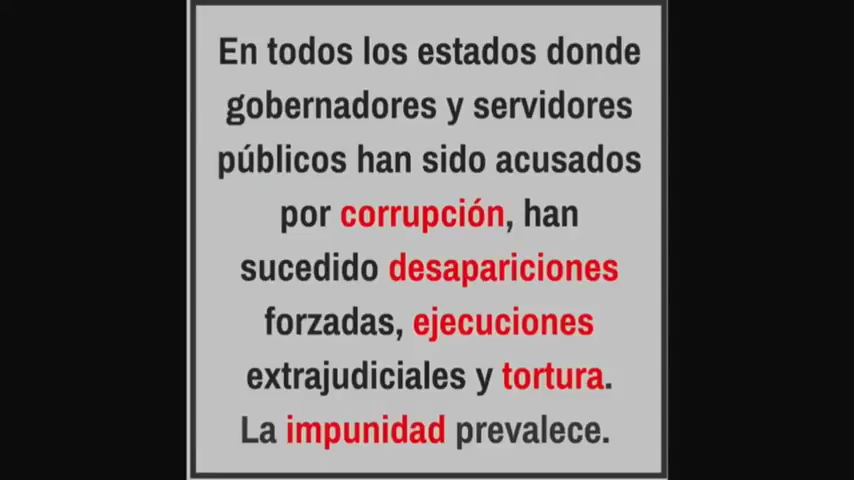 En todos los estados donde
gobernadores y servidores
públicos han sido acusados
por corrupción, han
sucedido desapariciones
forzadas, ejecuciones
extrajudiciales y tortura.
La impunidad prevalece.